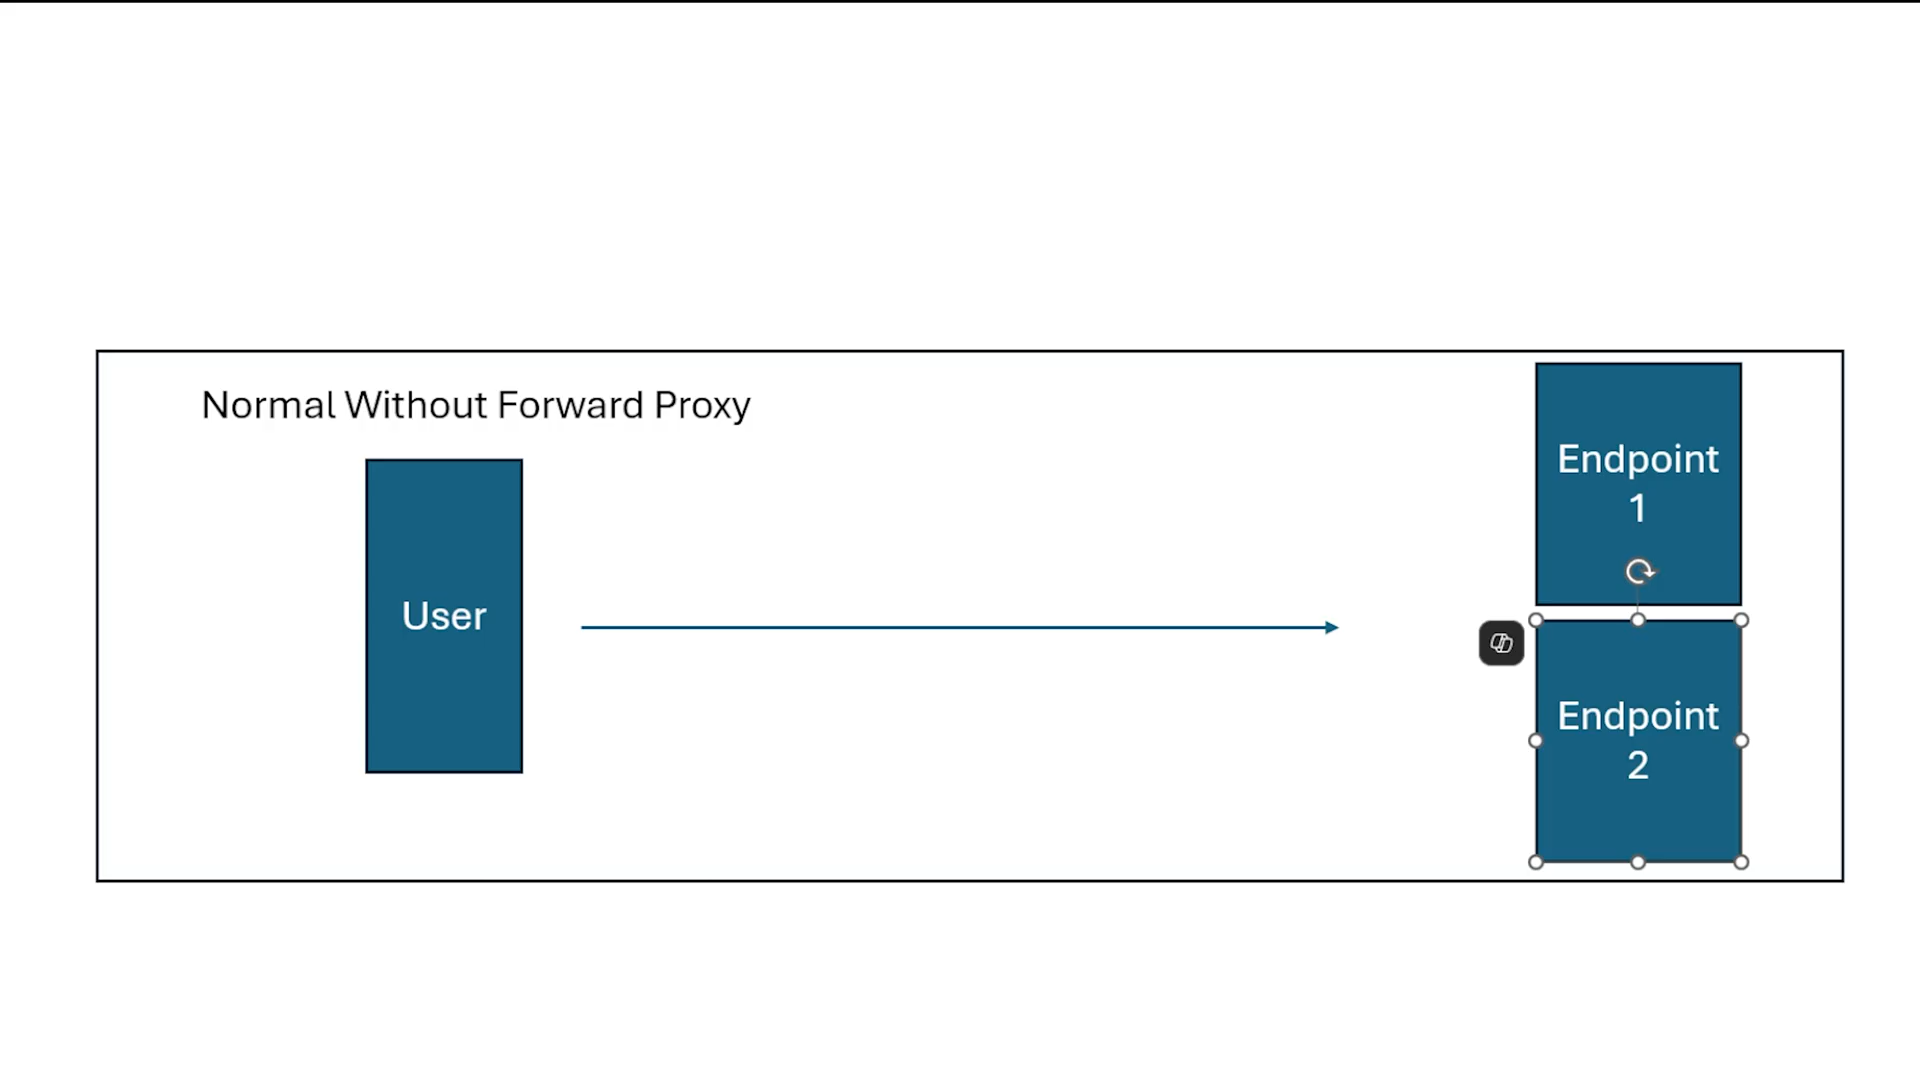 Normal Without Forward Proxy
User
Endpoint
1
Endpoint
2